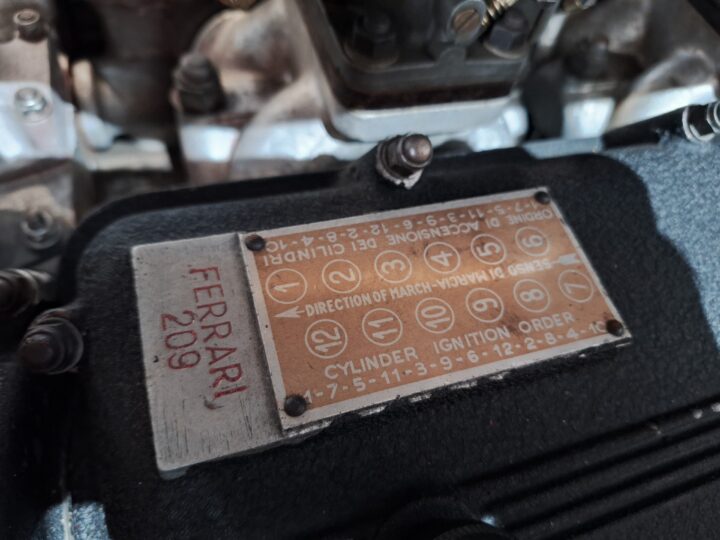 FERRARI
209
1-7-5-11-3-9-6-12-2-8-4-10
ORDINE DI ACCENSIONE DEI CILINDRI
1 2 3 4 5 6
DIRECTION OF MARCH-SENSO DI MARCIA
12 11 10 9 8 7
CYLINDER IGNITION ORDER
1-7-5-11-3-9-6-12-2-8-4-10